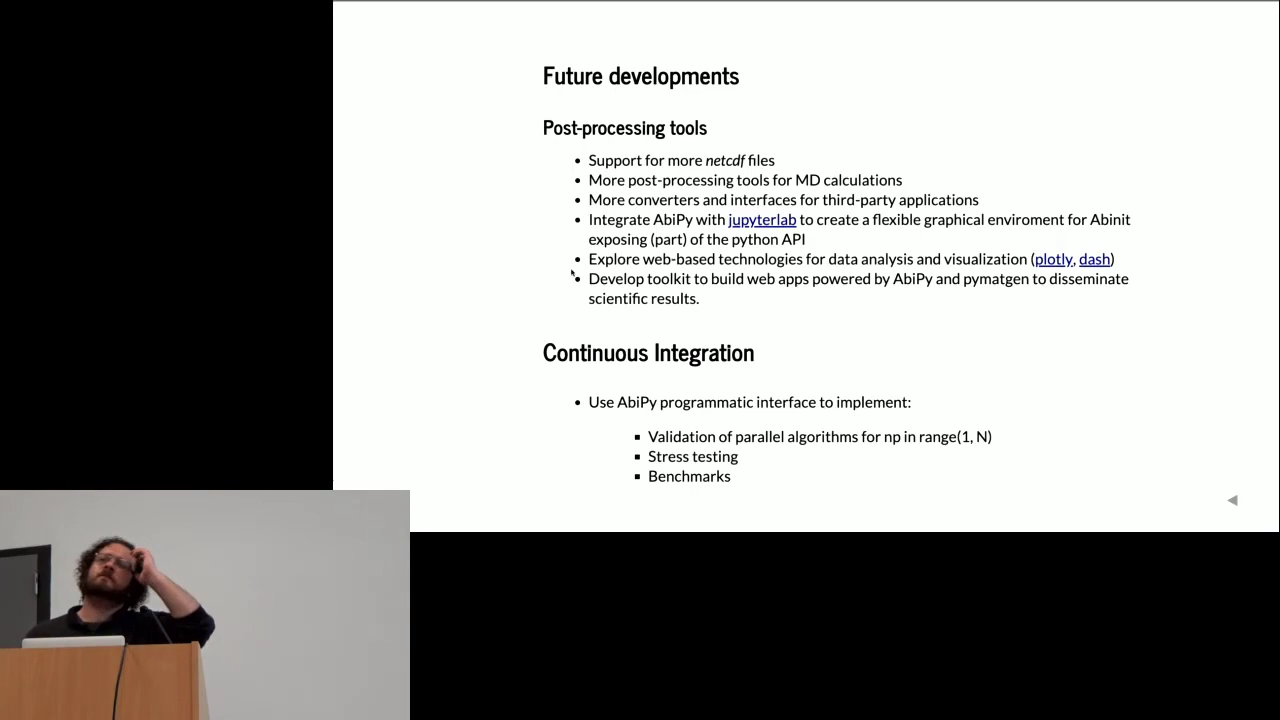 Future developments
Post-processing tools
Support for more netcdf files
More post-processing tools for MD calculations
More converters and interfaces for third-party applications
Integrate AbiPy with jupyterlab to create a flexible graphical enviroment for Abinit
exposing (part) of the python API
Explore web-based technologies for data analysis and visualization (plotly, dash)
Develop toolkit to build web apps powered by AbiPy and pymatgen to disseminate
scientific results.
Continuous Integration
Use AbiPy programmatic interface to implement:
Validation of parallel algorithms for np in range(1, N)
Stress testing
Benchmarks